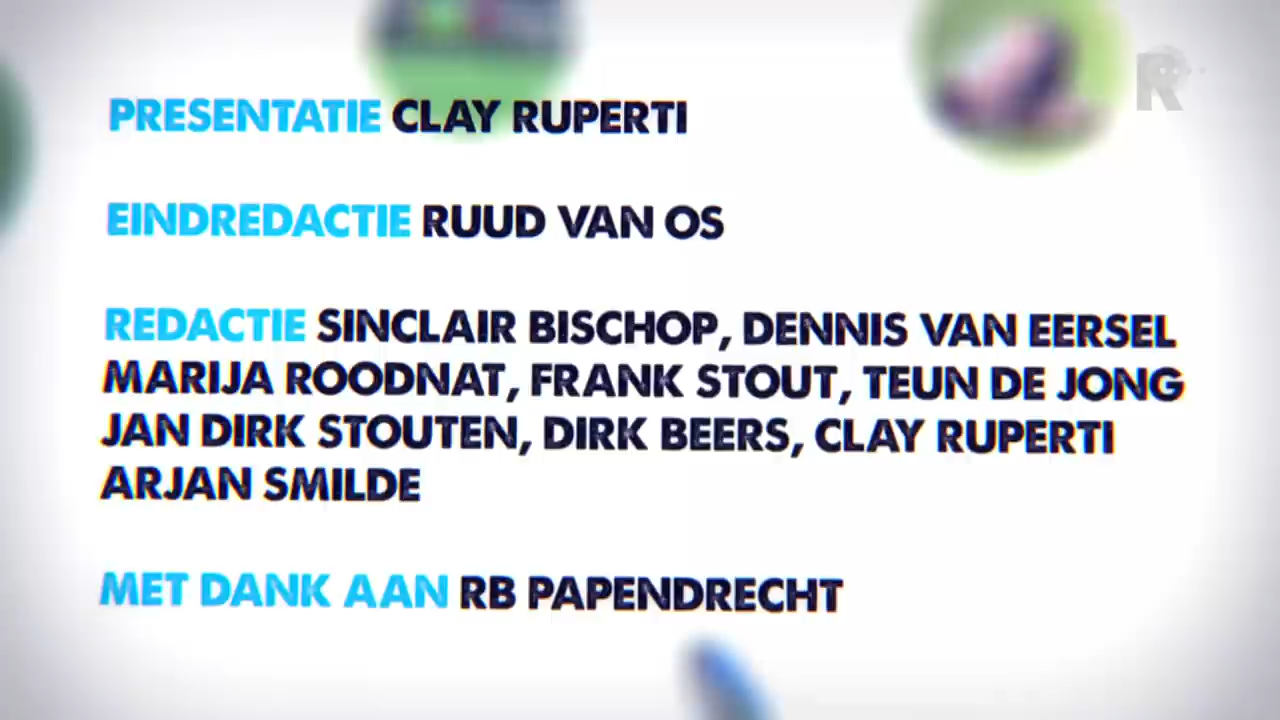 R
PRESENTATIE CLAY RUPERTI
EINDREDACTIE RUUD VAN OS
REDACTIE SINCLAIR BISCHOP, DENNIS VAN EERSEL
MARIJA ROODNAT, FRANK STOUT, TEUN DE JONG
JAN DIRK STOUTEN, DIRK BEERS, CLAY RUPERTI
ARJAN SMILDE
MET DANK AAN RB PAPENDRECHT